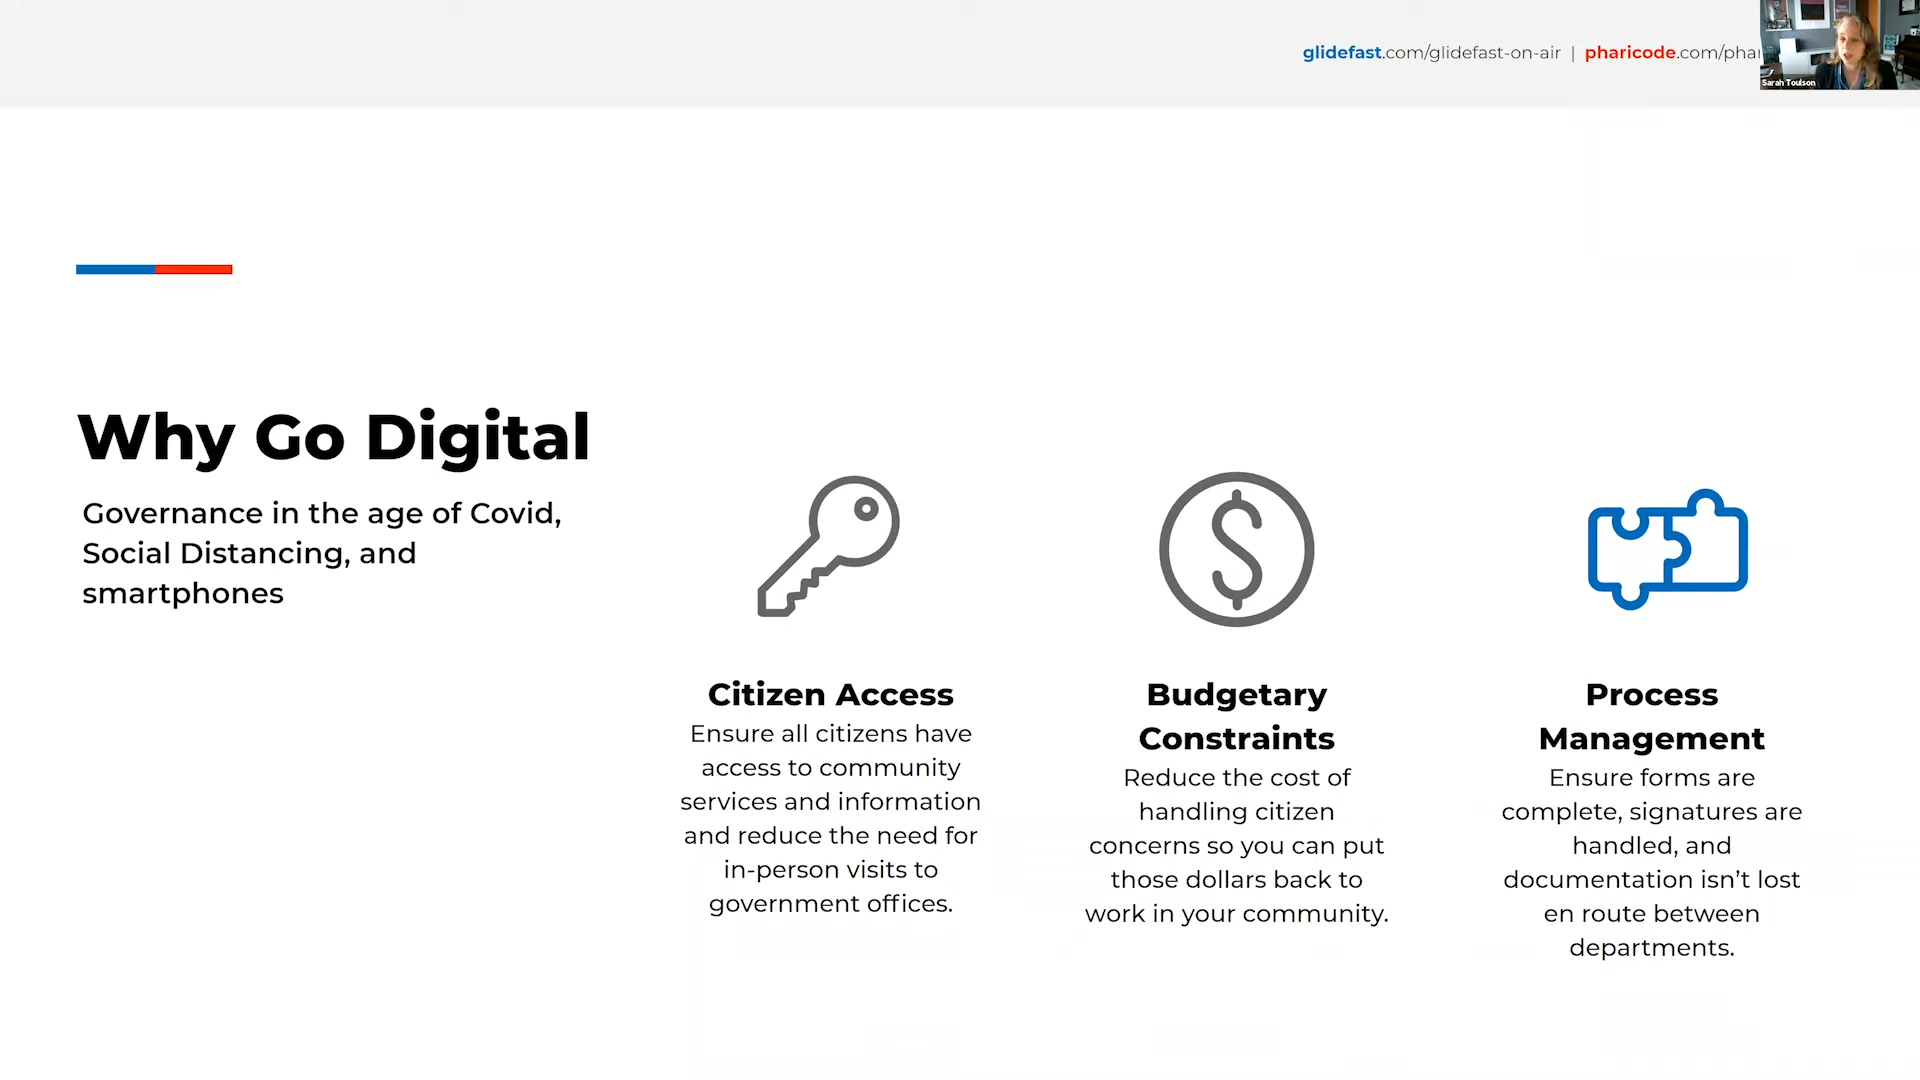 glidefast.com/glidefast-on-air | pharicode.com/phar
Sarah Toulson
Why Go Digital
Governance in the age of Covid,
Social Distancing, and
smartphones
Citizen Access
Ensure all citizens have
access to community
services and information
and reduce the need for
in-person visits to
government offices.
Budgetary
Constraints
Reduce the cost of
handling citizen
concerns so you can put
those dollars back to
work in your community.
Process
Management
Ensure forms are
complete, signatures are
handled, and
documentation isn’t lost
en route between
departments.